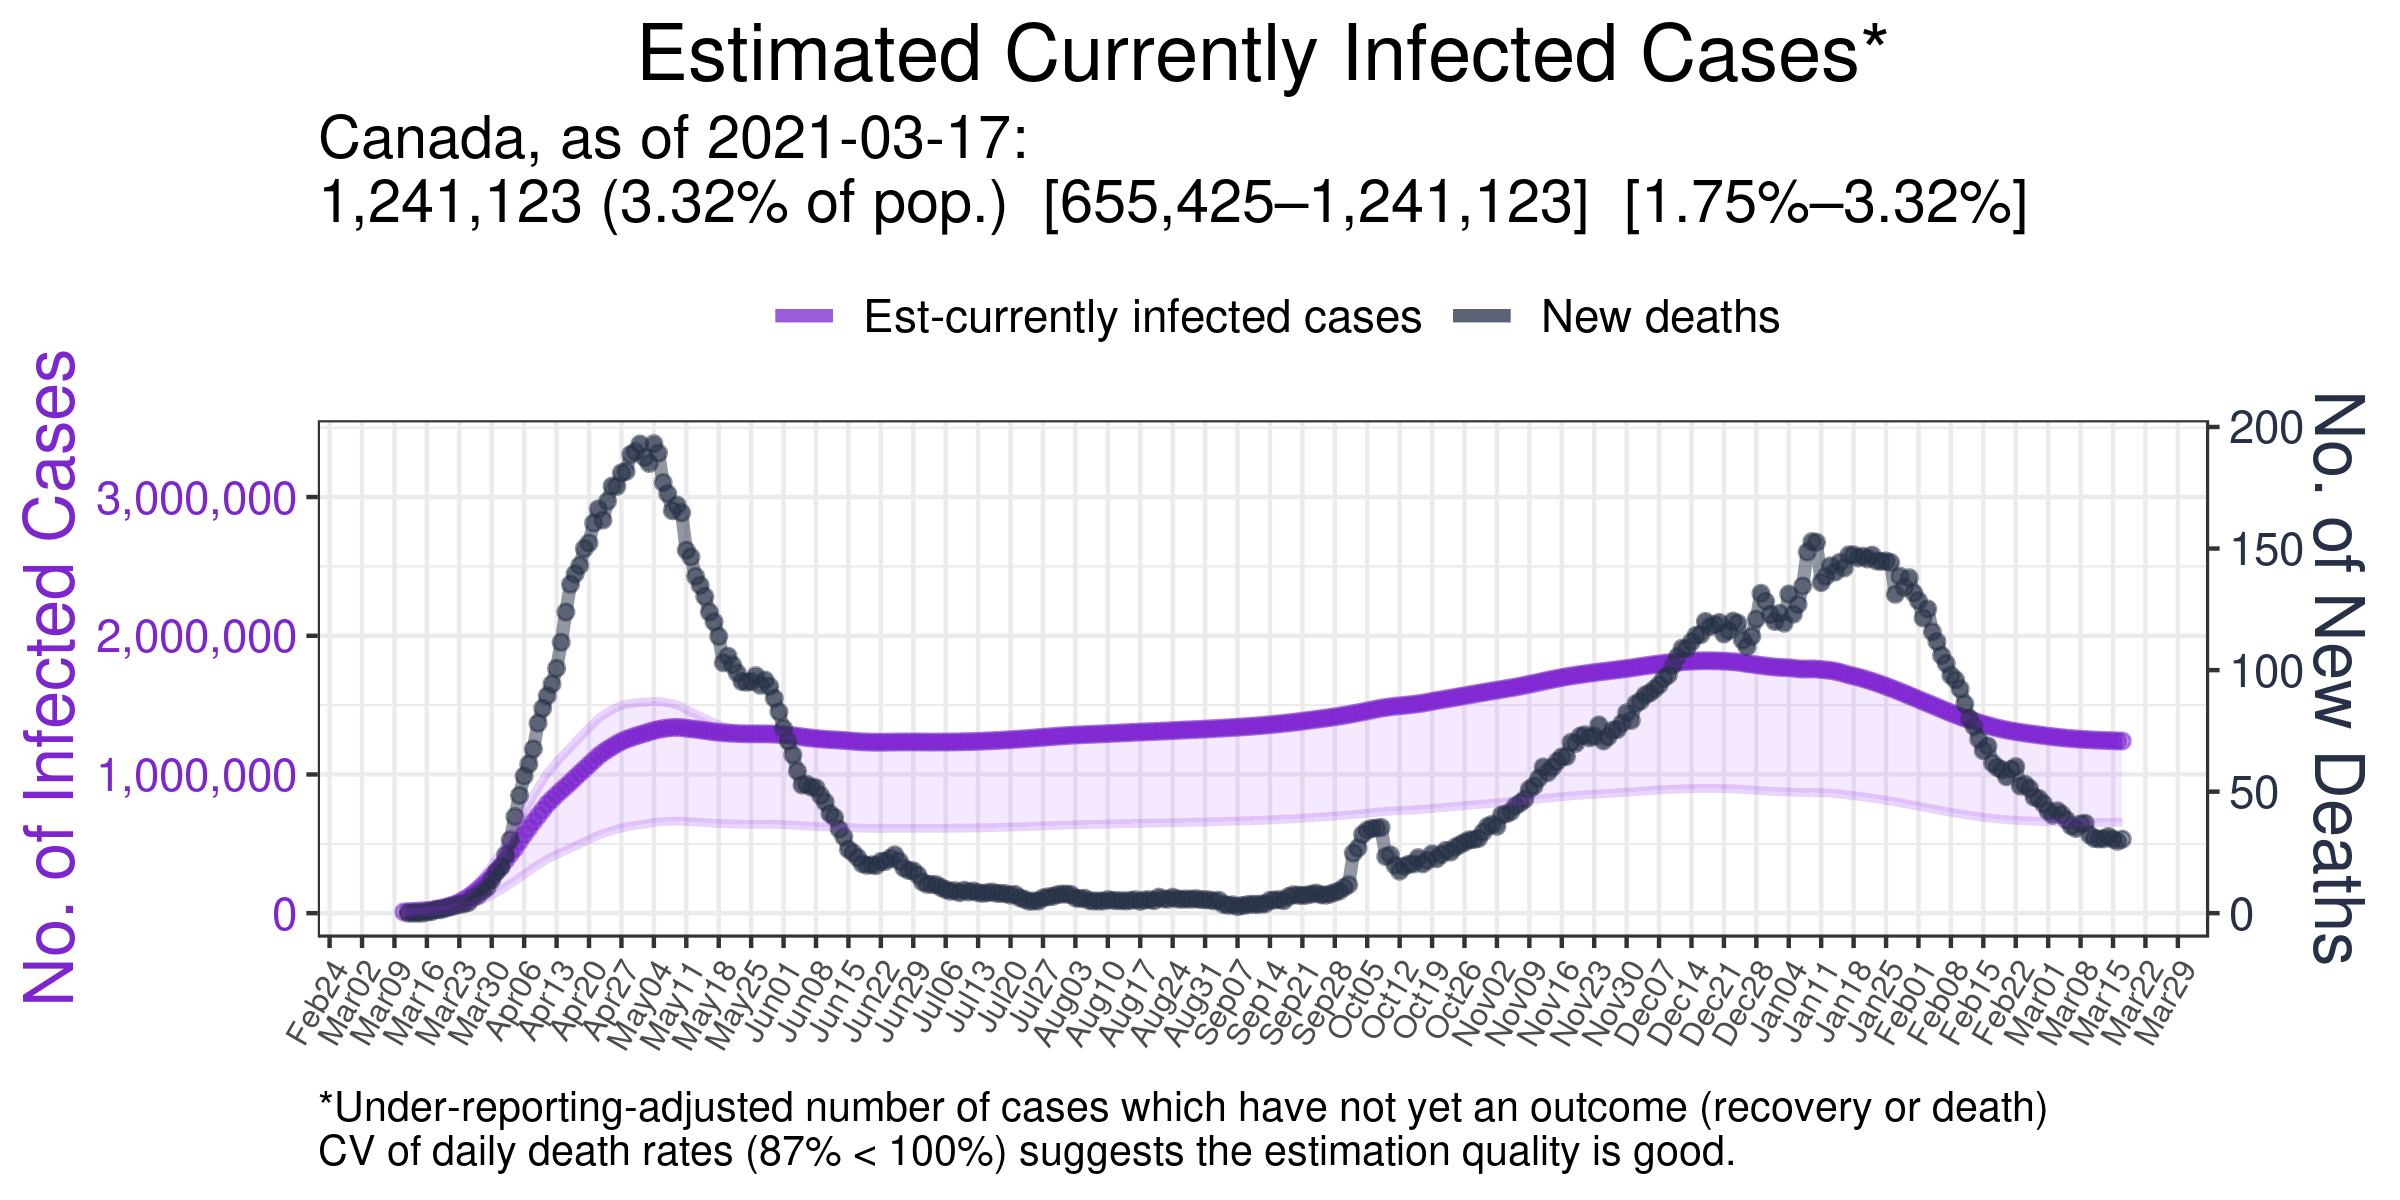 Estimated Currently Infected Cases*
Canada, as of 2021-03-17:
1,241,123 (3.32% of pop.) [655,425–1,241,123] [1.75%–3.32%]
Est-currently infected cases
New deaths
No. of Infected Cases
3,000,000
2,000,000
1,000,000
0
200
150
100
50
0
No. of New Deaths
Feb24
Mar02
Mar09
Mar16
Mar23
Mar30
Apr06
Apr13
Apr20
Apr27
May04
May11
May18
May25
Jun01
Jun08
Jun15
Jun22
Jun29
Jul06
Jul13
Jul20
Jul27
Aug03
Aug10
Aug17
Aug24
Aug31
Sep07
Sep14
Sep21
Sep28
Oct05
Oct12
Oct19
Oct26
Nov02
Nov09
Nov16
Nov23
Nov30
Dec07
Dec14
Dec21
Dec28
Jan04
Jan11
Jan18
Jan25
Feb01
Feb08
Feb15
Feb22
Mar01
Mar08
Mar15
Mar22
Mar29
*Under-reporting-adjusted number of cases which have not yet an outcome (recovery or death)
CV of daily death rates (87% < 100%) suggests the estimation quality is good.